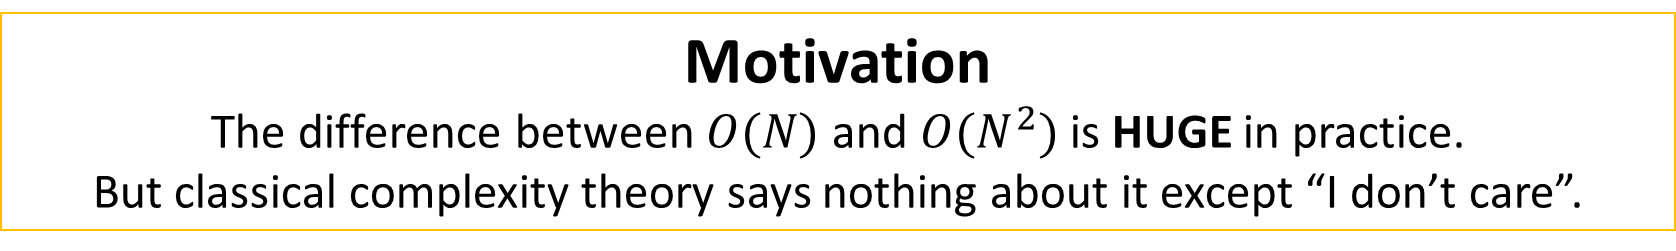 Motivation
The difference between 𝑂(𝑁) and 𝑂(𝑁²) is HUGE in practice.
But classical complexity theory says nothing about it except “I don’t care”.